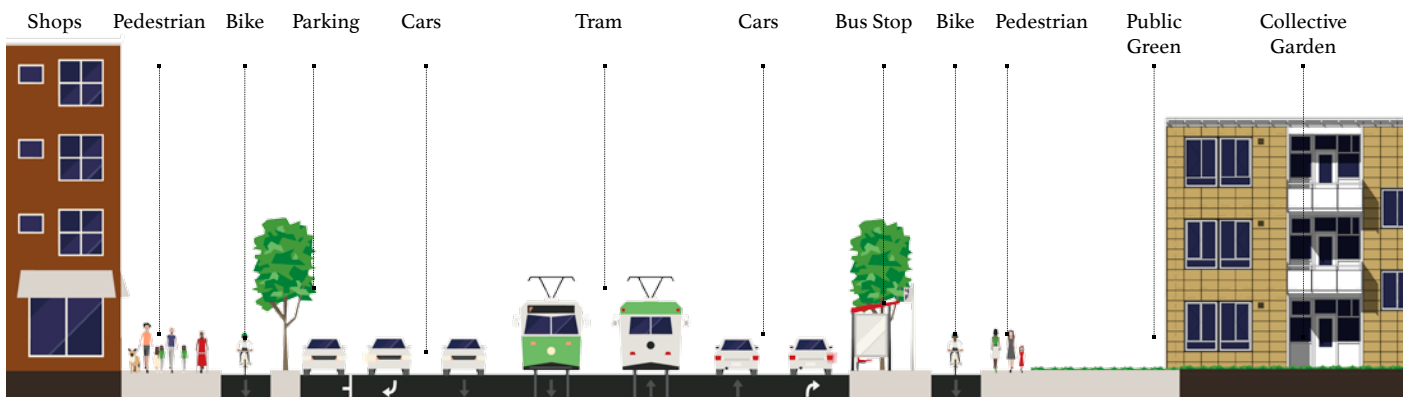 Shops
Pedestrian
Bike
Parking
Cars
Tram
Cars
Bus Stop
Bike
Pedestrian
Public
Green
Collective
Garden